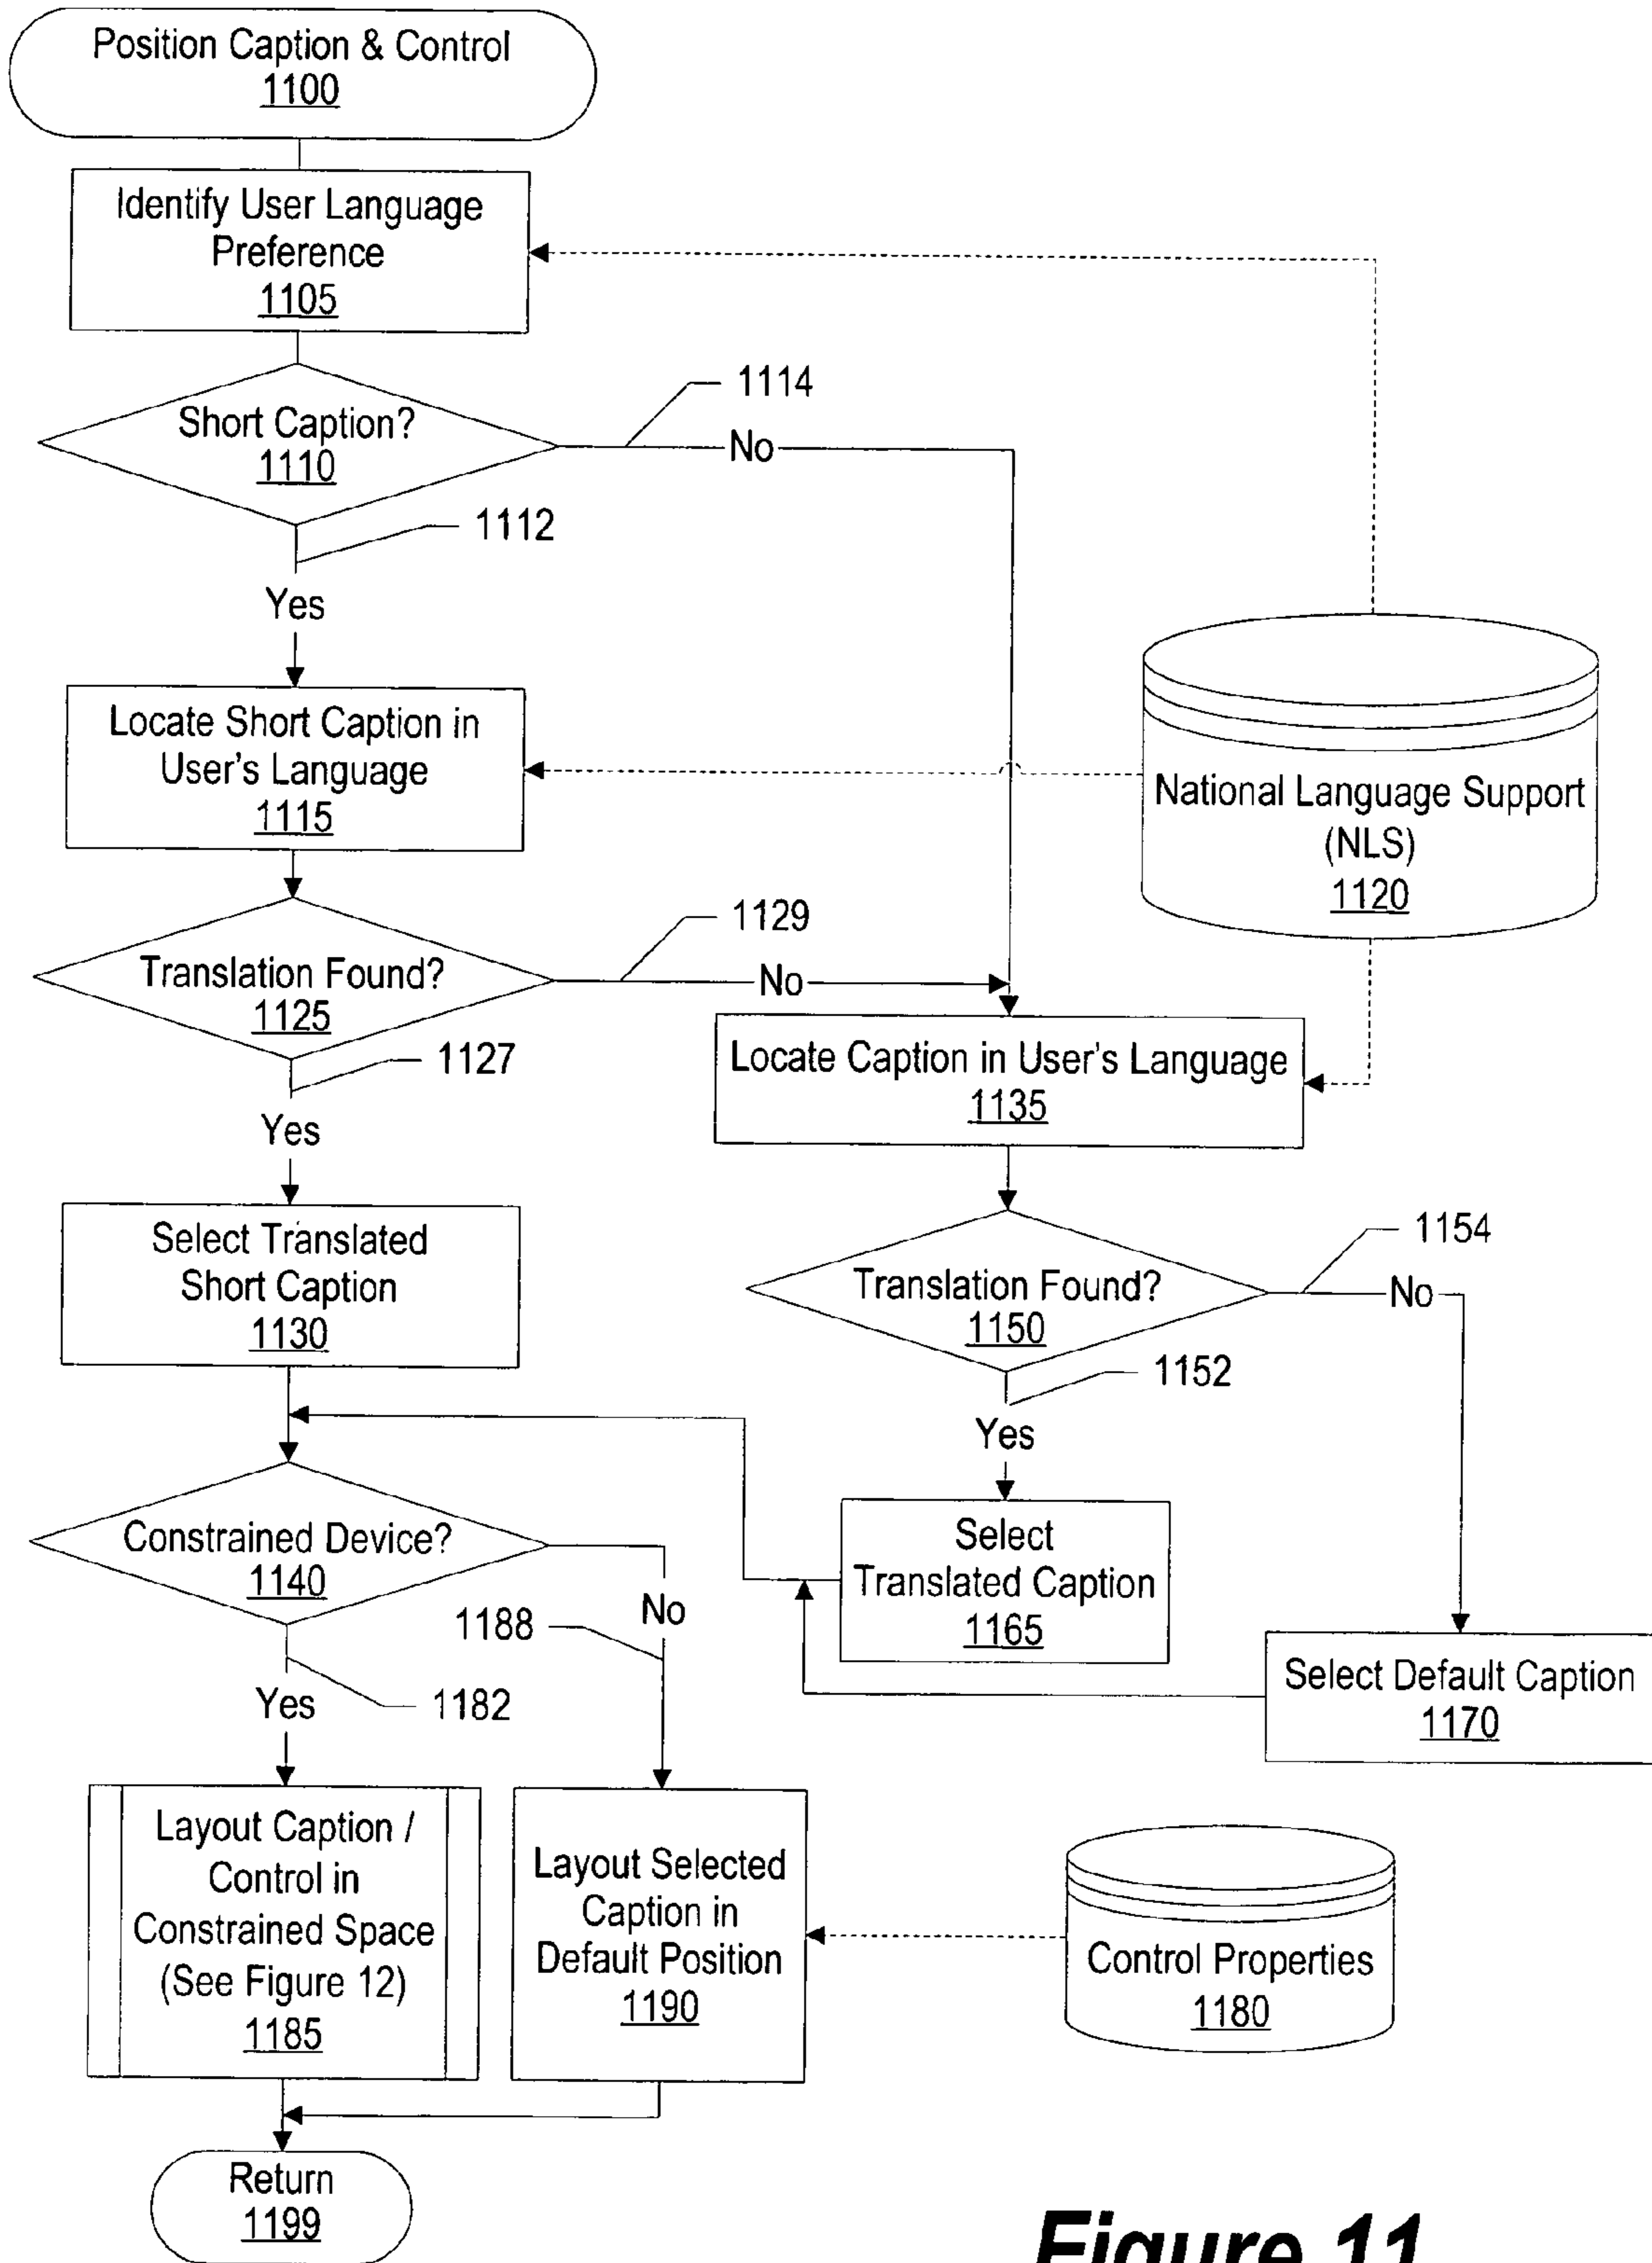 Position Caption & Control
1100
Identify User Language
Preference
1105
Short Caption?
1110
1114
No
1112
Yes
Locate Short Caption in
User's Language
1115
National Language Support
(NLS)
1120
Translation Found?
1125
1129
No
1127
Yes
Locate Caption in User's Language
1135
Select Translated
Short Caption
1130
Translation Found?
1150
1154
No
1152
Yes
Constrained Device?
1140
No
1188
1182
Yes
Select
Translated Caption
1165
Select Default Caption
1170
Layout Caption /
Control in
Constrained Space
(See Figure 12)
1185
Layout Selected
Caption in
Default Position
1190
Control Properties
1180
Return
1199
Figure 11